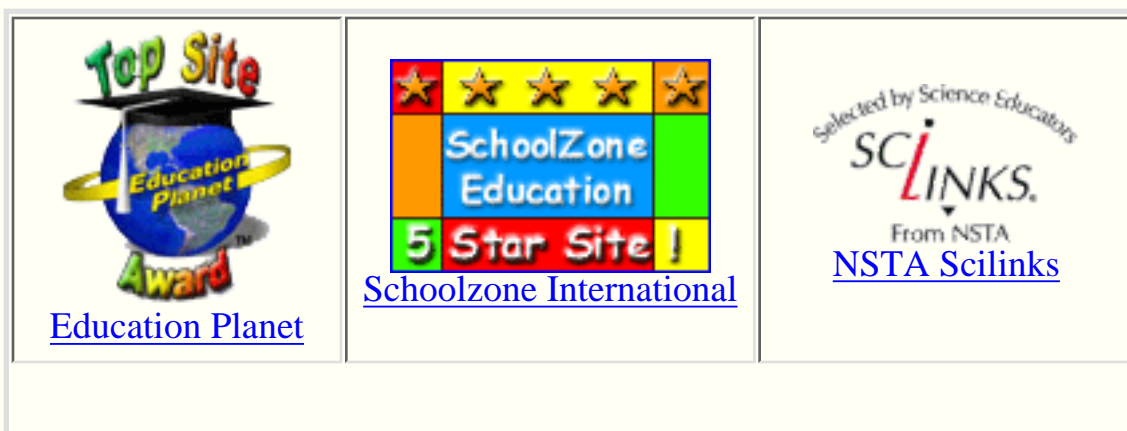 Top Site
Education
Planet
TM
Award
Education Planet
SchoolZone
Education
5 Star Site !
Schoolzone International
Selected by Science Educators
SCILINKS®
From NSTA
NSTA Scilinks